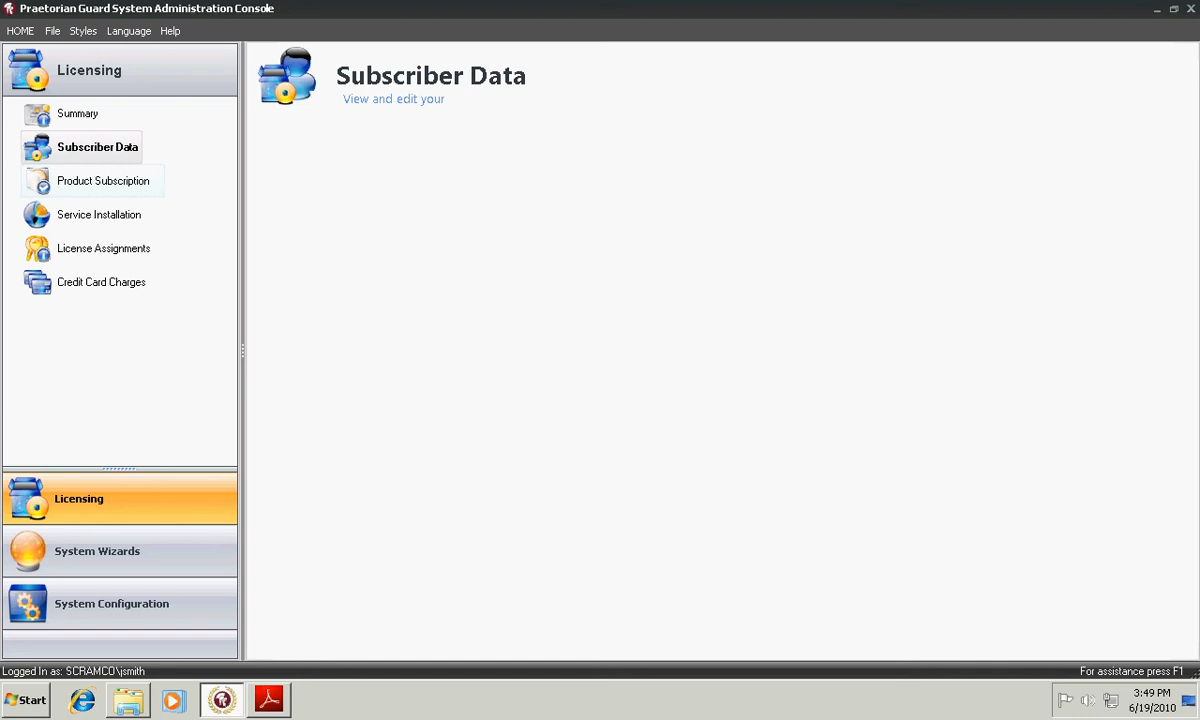 Praetorian Guard System Administration Console
HOME File Styles Language Help
Licensing
Summary
Subscriber Data
Product Subscription
Service Installation
License Assignments
Credit Card Charges
Licensing
System Wizards
System Configuration
Subscriber Data
View and edit your
Logged In as: SCRAMCO\jsmith
For assistance press F1
Start
3:49 PM
6/19/2010